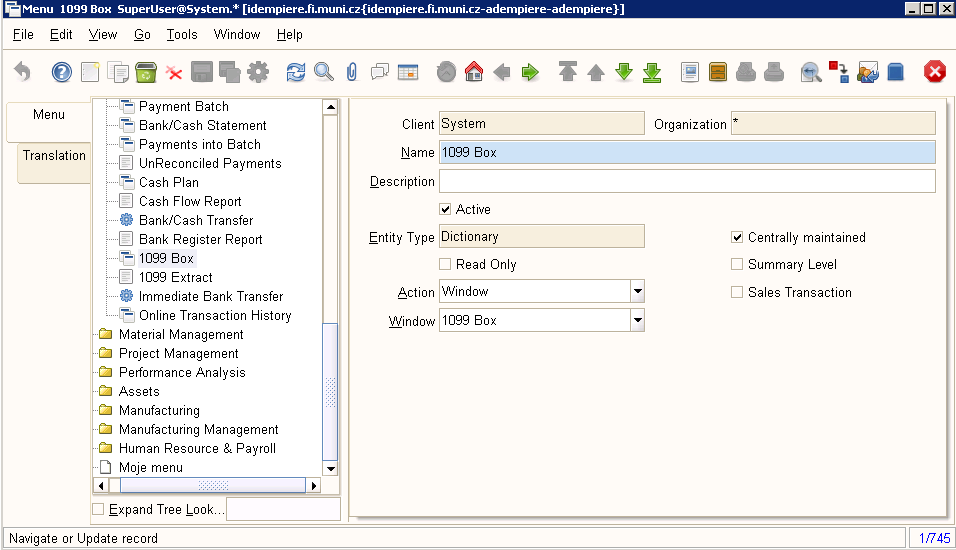 Menu 1099 Box SuperUser@System.* [idempiere.fi.muni.cz{idempiere.fi.muni.cz-adempiere-adempiere}]
File Edit View Go Tools Window Help
Menu
Translation
Payment Batch
Bank/Cash Statement
Payments into Batch
UnReconciled Payments
Cash Plan
Cash Flow Report
Bank/Cash Transfer
Bank Register Report
1099 Box
1099 Extract
Immediate Bank Transfer
Online Transaction History
Material Management
Project Management
Performance Analysis
Assets
Manufacturing
Manufacturing Management
Human Resource & Payroll
Moje menu
Expand Tree Look...
Client System Organization *
Name 1099 Box
Description
Active
Entity Type Dictionary Centrally maintained
Read Only Summary Level
Action Window Sales Transaction
Window 1099 Box
Navigate or Update record 1/745